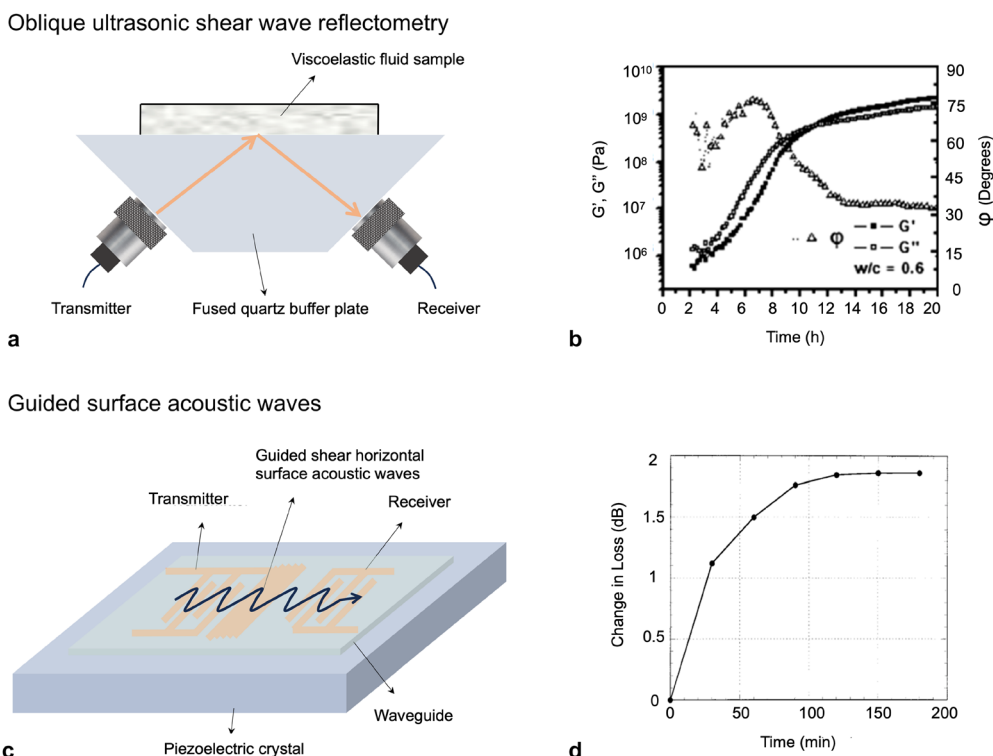 Oblique ultrasonic shear wave reflectometry
Viscoelastic fluid sample
Transmitter
Fused quartz buffer plate
Receiver
a
10¹⁰
10⁹
10⁸
10⁷
10⁶
G', G'' (Pa)
90
75
60
45
30
15
0
φ (Degrees)
φ
G'
G''
w/c = 0.6
0 2 4 6 8 10 12 14 16 18 20
Time (h)
b
Guided surface acoustic waves
Guided shear horizontal
surface acoustic waves
Transmitter
Receiver
Waveguide
Piezoelectric crystal
c
2
1.5
1
0.5
0
Change in Loss (dB)
0 50 100 150 200
Time (min)
d